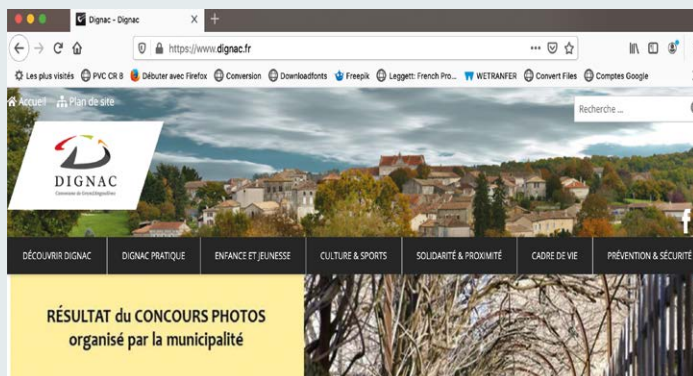 Dignac - Dignac X +
https://www.dignac.fr
Les plus visités PVC CR 8 Débuter avec Firefox Conversion Downloadfonts Freepik Leggett: French Pro... WETRANFER Convert Files Comptes Google
Accueil Plan de site
Recherche ...
DIGNAC
DÉCOUVRIR DIGNAC DIGNAC PRATIQUE ENFANCE ET JEUNESSE CULTURE & SPORTS SOLIDARITÉ & PROXIMITÉ CADRE DE VIE PRÉVENTION & SÉCURITÉ
RÉSULTAT du CONCOURS PHOTOS
organisé par la municipalité